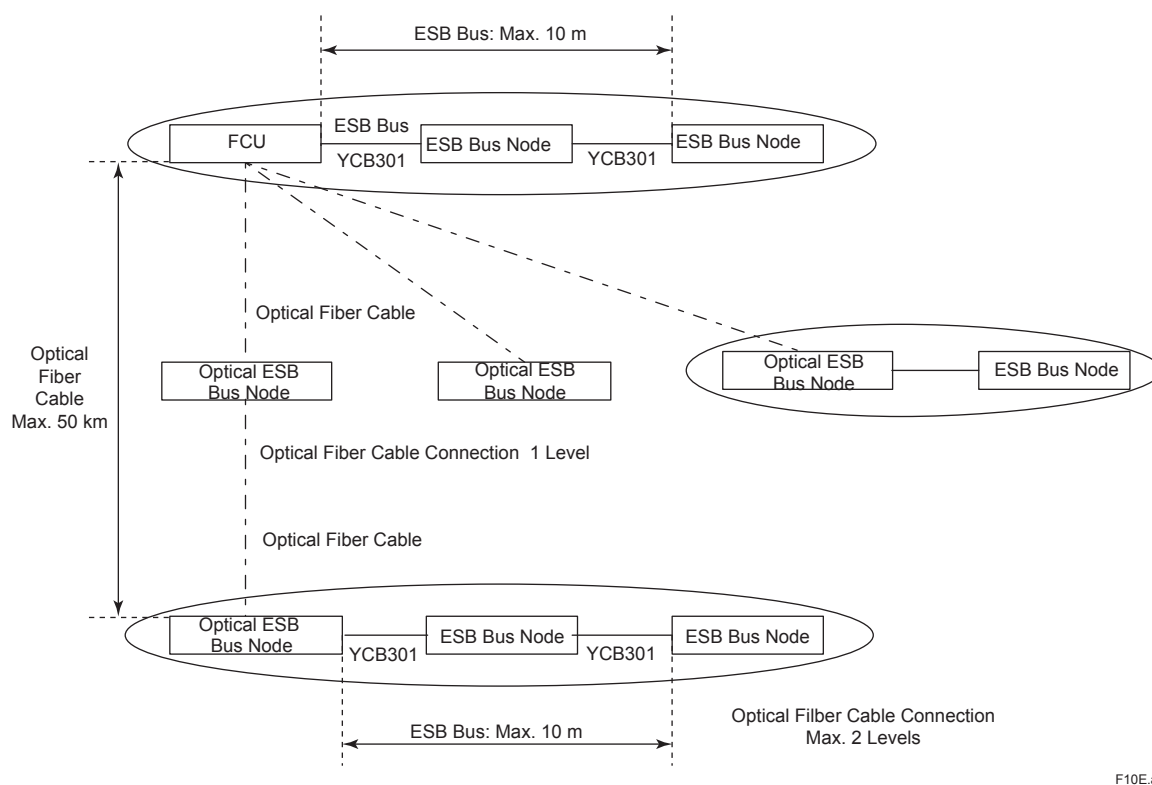 ESB Bus: Max. 10 m
FCU
ESB Bus
YCB301
ESB Bus Node
YCB301
ESB Bus Node
Optical Fiber Cable
Optical
Fiber
Cable
Max. 50 km
Optical ESB
Bus Node
Optical ESB
Bus Node
Optical ESB
Bus Node
ESB Bus Node
Optical Fiber Cable Connection 1 Level
Optical Fiber Cable
Optical ESB
Bus Node
YCB301
ESB Bus Node
YCB301
ESB Bus Node
ESB Bus: Max. 10 m
Optical Filber Cable Connection
Max. 2 Levels